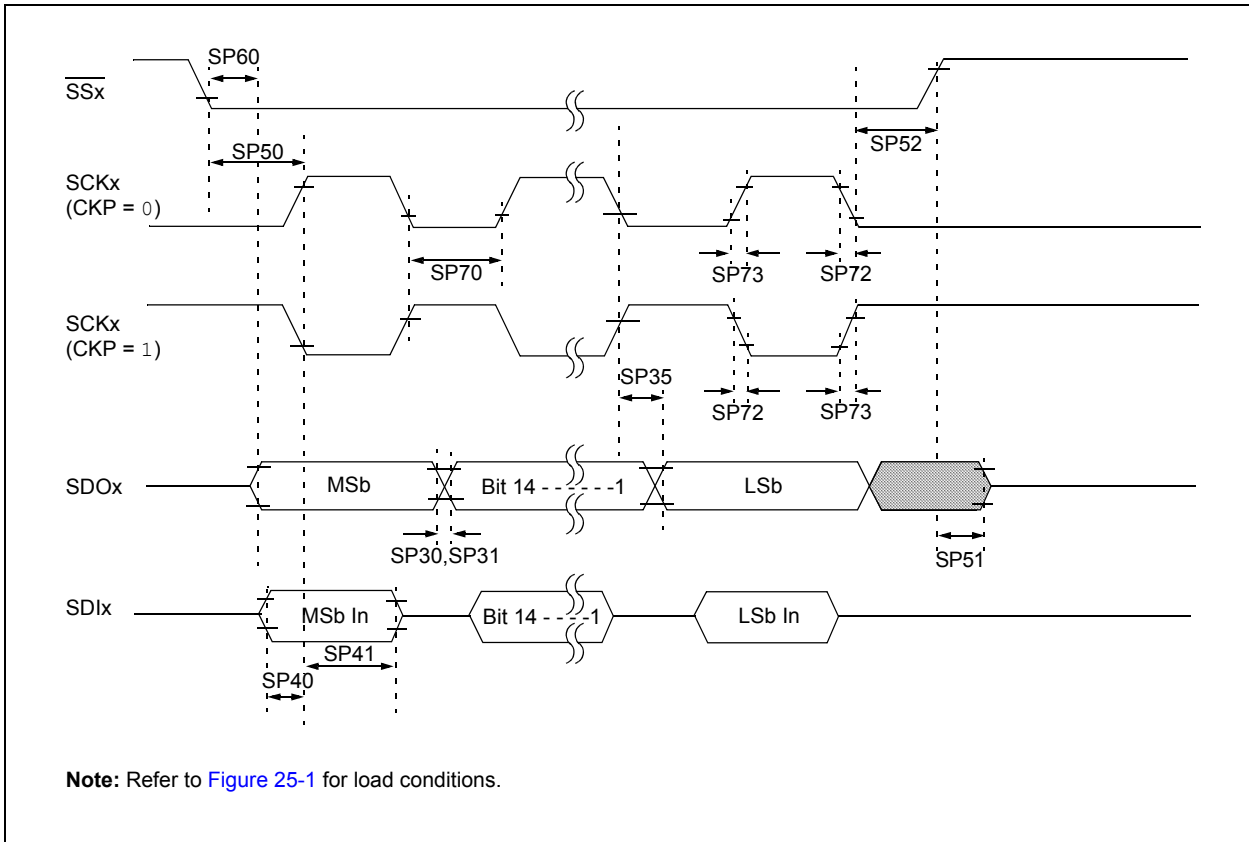 SP60
SSx
SP50
SP52
SCKx
(CKP = 0)
SP70
SP73
SP72
SCKx
(CKP = 1)
SP35
SP72
SP73
SDOx
MSb
Bit 14 - - - - - -1
LSb
SP30,SP31
SP51
SDIx
MSb In
Bit 14 - - - -1
LSb In
SP41
SP40
Note: Refer to Figure 25-1 for load conditions.